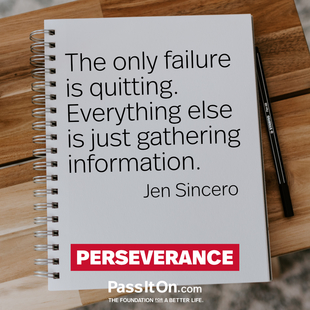 The only failure
is quitting.
Everything else
is just gathering
information.
Jen Sincero
PERSEVERANCE
PassItOn.com
THE FOUNDATION FOR A BETTER LIFE.